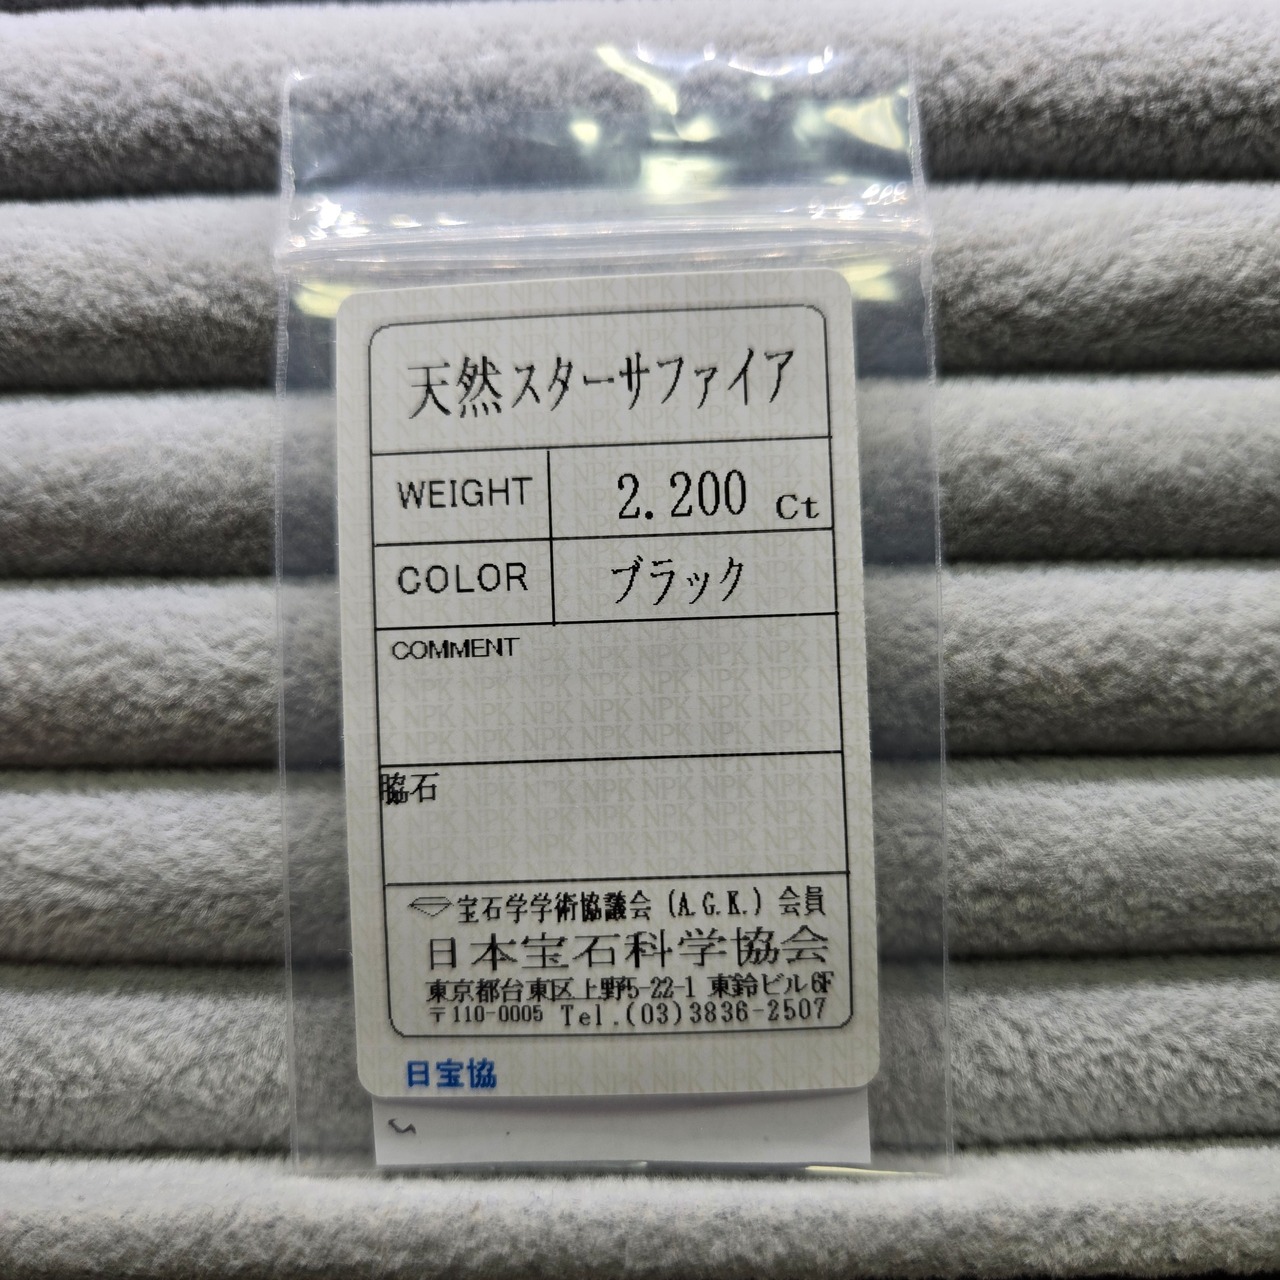 天然スターサファイア
WEIGHT 2.200 Ct
COLOR ブラック
COMMENT
脇石
宝石学学術協議会 (A.G.K.) 会員
日本宝石科学協会
東京都台東区上野5-22-1 東鈴ビル6F
〒110-0005 Tel.(03)3836-2507
日宝協